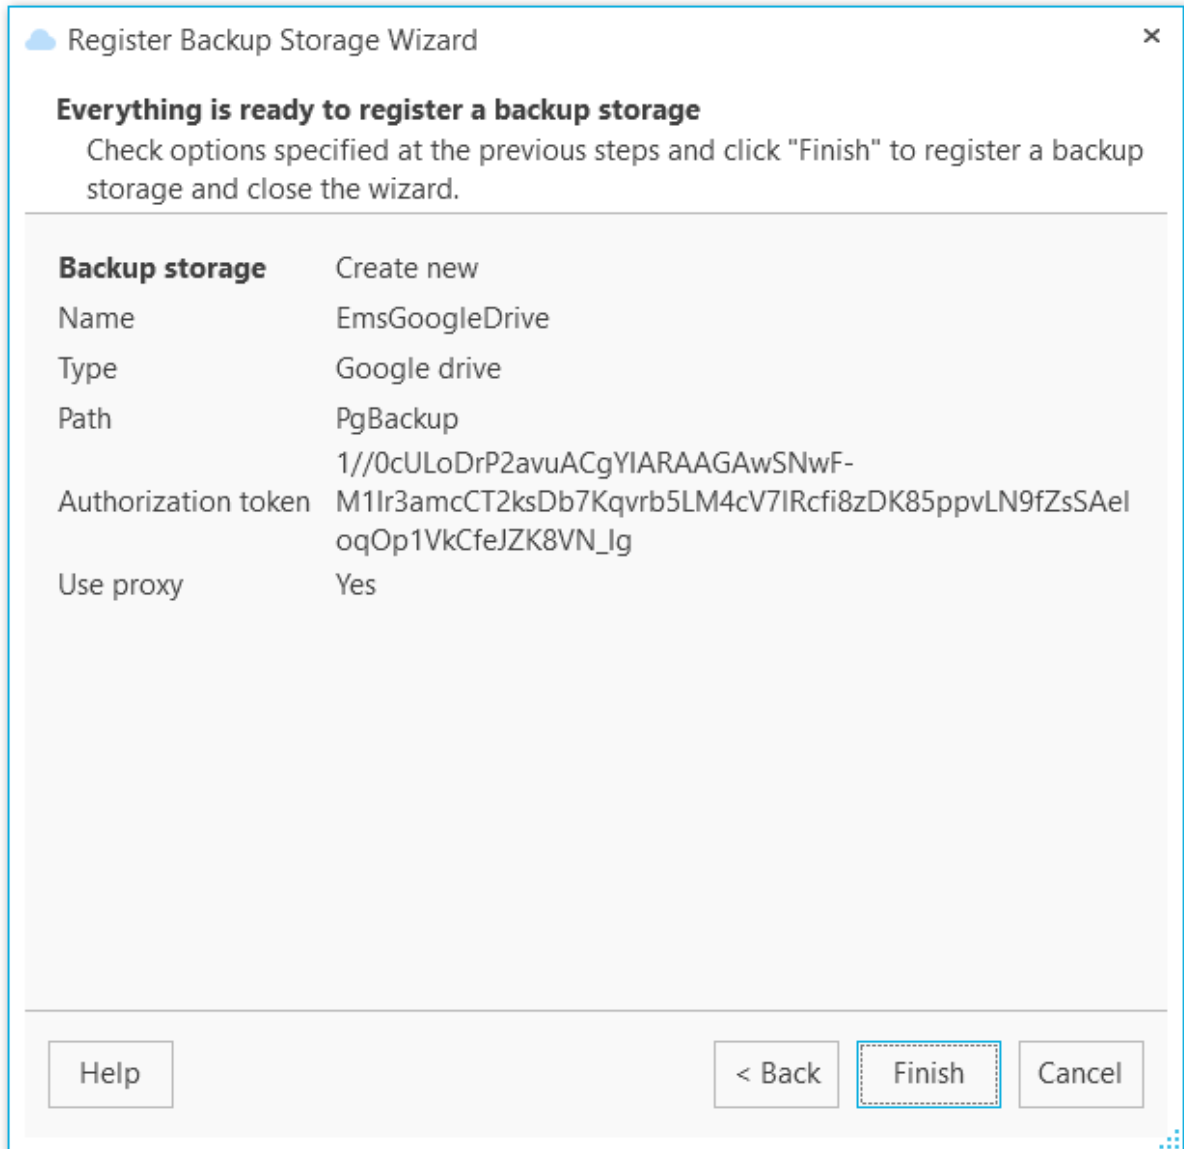 Register Backup Storage Wizard
Everything is ready to register a backup storage
Check options specified at the previous steps and click "Finish" to register a backup
storage and close the wizard.
Backup storage Create new
Name EmsGoogleDrive
Type Google drive
Path PgBackup
1//0cULoDrP2avuACgYIARAAGAwSNwF-
Authorization token M1Ir3amcCT2ksDb7Kqvrb5LM4cV7lRcfi8zDK85ppvLN9fZsSAeI
oqOp1VkCfeJZK8VN_Ig
Use proxy Yes
Help < Back Finish Cancel